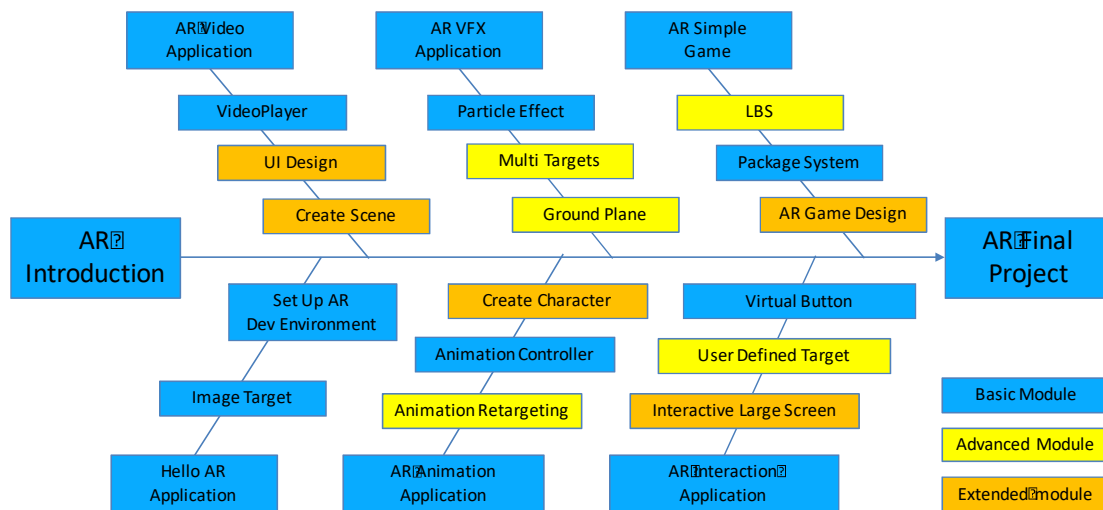 AR Video
Application
AR VFX
Application
AR Simple
Game
VideoPlayer
Particle Effect
LBS
UI Design
Multi Targets
Package System
Create Scene
Ground Plane
AR Game Design
AR
Introduction
AR Final
Project
Set Up AR
Dev Environment
Create Character
Virtual Button
Animation Controller
User Defined Target
Image Target
Animation Retargeting
Interactive Large Screen
Basic Module
Advanced Module
Hello AR
Application
AR Animation
Application
AR Interaction
Application
Extended module